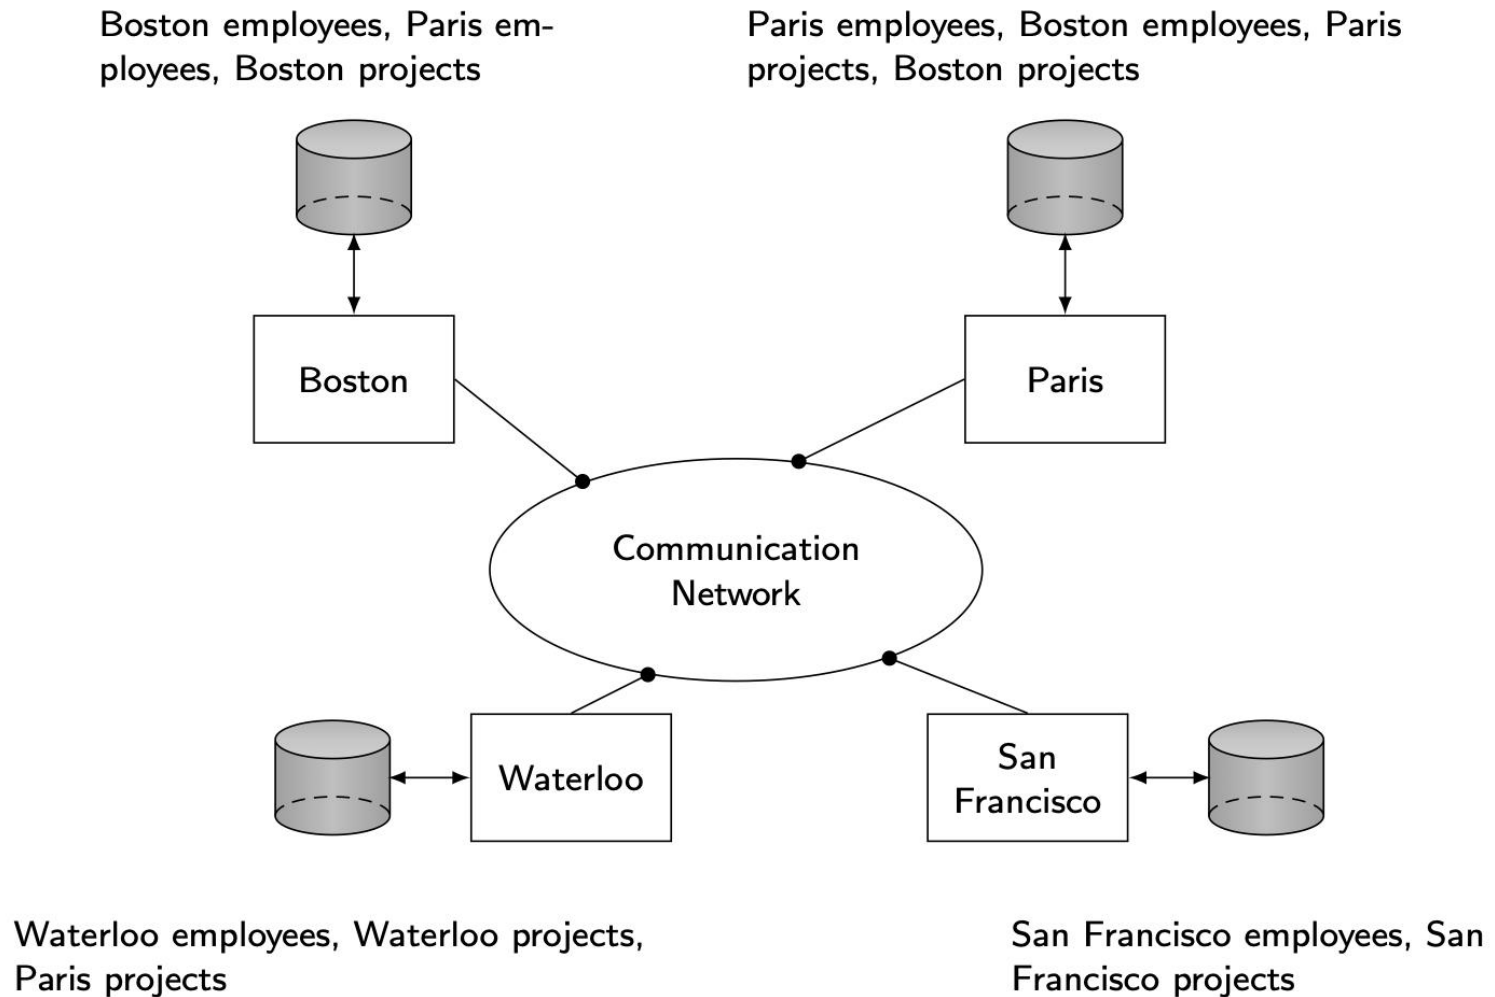 Boston employees, Paris em-
ployees, Boston projects
Paris employees, Boston employees, Paris
projects, Boston projects
Boston
Paris
Communication
Network
Waterloo
San
Francisco
Waterloo employees, Waterloo projects,
Paris projects
San Francisco employees, San
Francisco projects